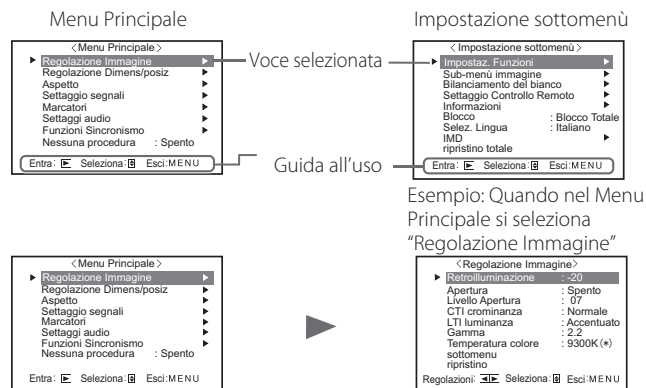 Menu Principale
<Menu Principale>
▶ Regolazione Immagine ▶
Regolazione Dimens/posiz ▶
Aspetto ▶
Settaggio segnali ▶
Marcatori ▶
Settaggi audio ▶
Funzioni Sincronismo ▶
Nessuna procedura : Spento
Entra: ▶ Seleziona: Esci:MENU
Voce selezionata
Guida all’uso
Impostazione sottomenù
<Impostazione sottomenù>
▶ Impostaz. Funzioni ▶
Sub-menù immagine ▶
Bilanciamento del bianco ▶
Settaggio Controllo Remoto ▶
Informazioni ▶
Blocco : Blocco Totale
Selez. Lingua : Italiano
IMD ▶
ripristino totale
Entra: ▶ Seleziona: Esci:MENU
Esempio: Quando nel Menu
Principale si seleziona
“Regolazione Immagine”
<Menu Principale>
▶ Regolazione Immagine ▶
Regolazione Dimens/posiz ▶
Aspetto ▶
Settaggio segnali ▶
Marcatori ▶
Settaggi audio ▶
Funzioni Sincronismo ▶
Nessuna procedura : Spento
Entra: ▶ Seleziona: Esci:MENU
<Regolazione Immagine>
▶ Retroilluminazione : -20
Apertura : Spento
Livello Apertura : 07
CTI crominanza : Normale
LTI luminanza : Accentuato
Gamma : 2.2
Temperatura colore : 9300K(*)
sottomenu
ripristino
Regolazioni: ◀▶ Seleziona: Esci:MENU